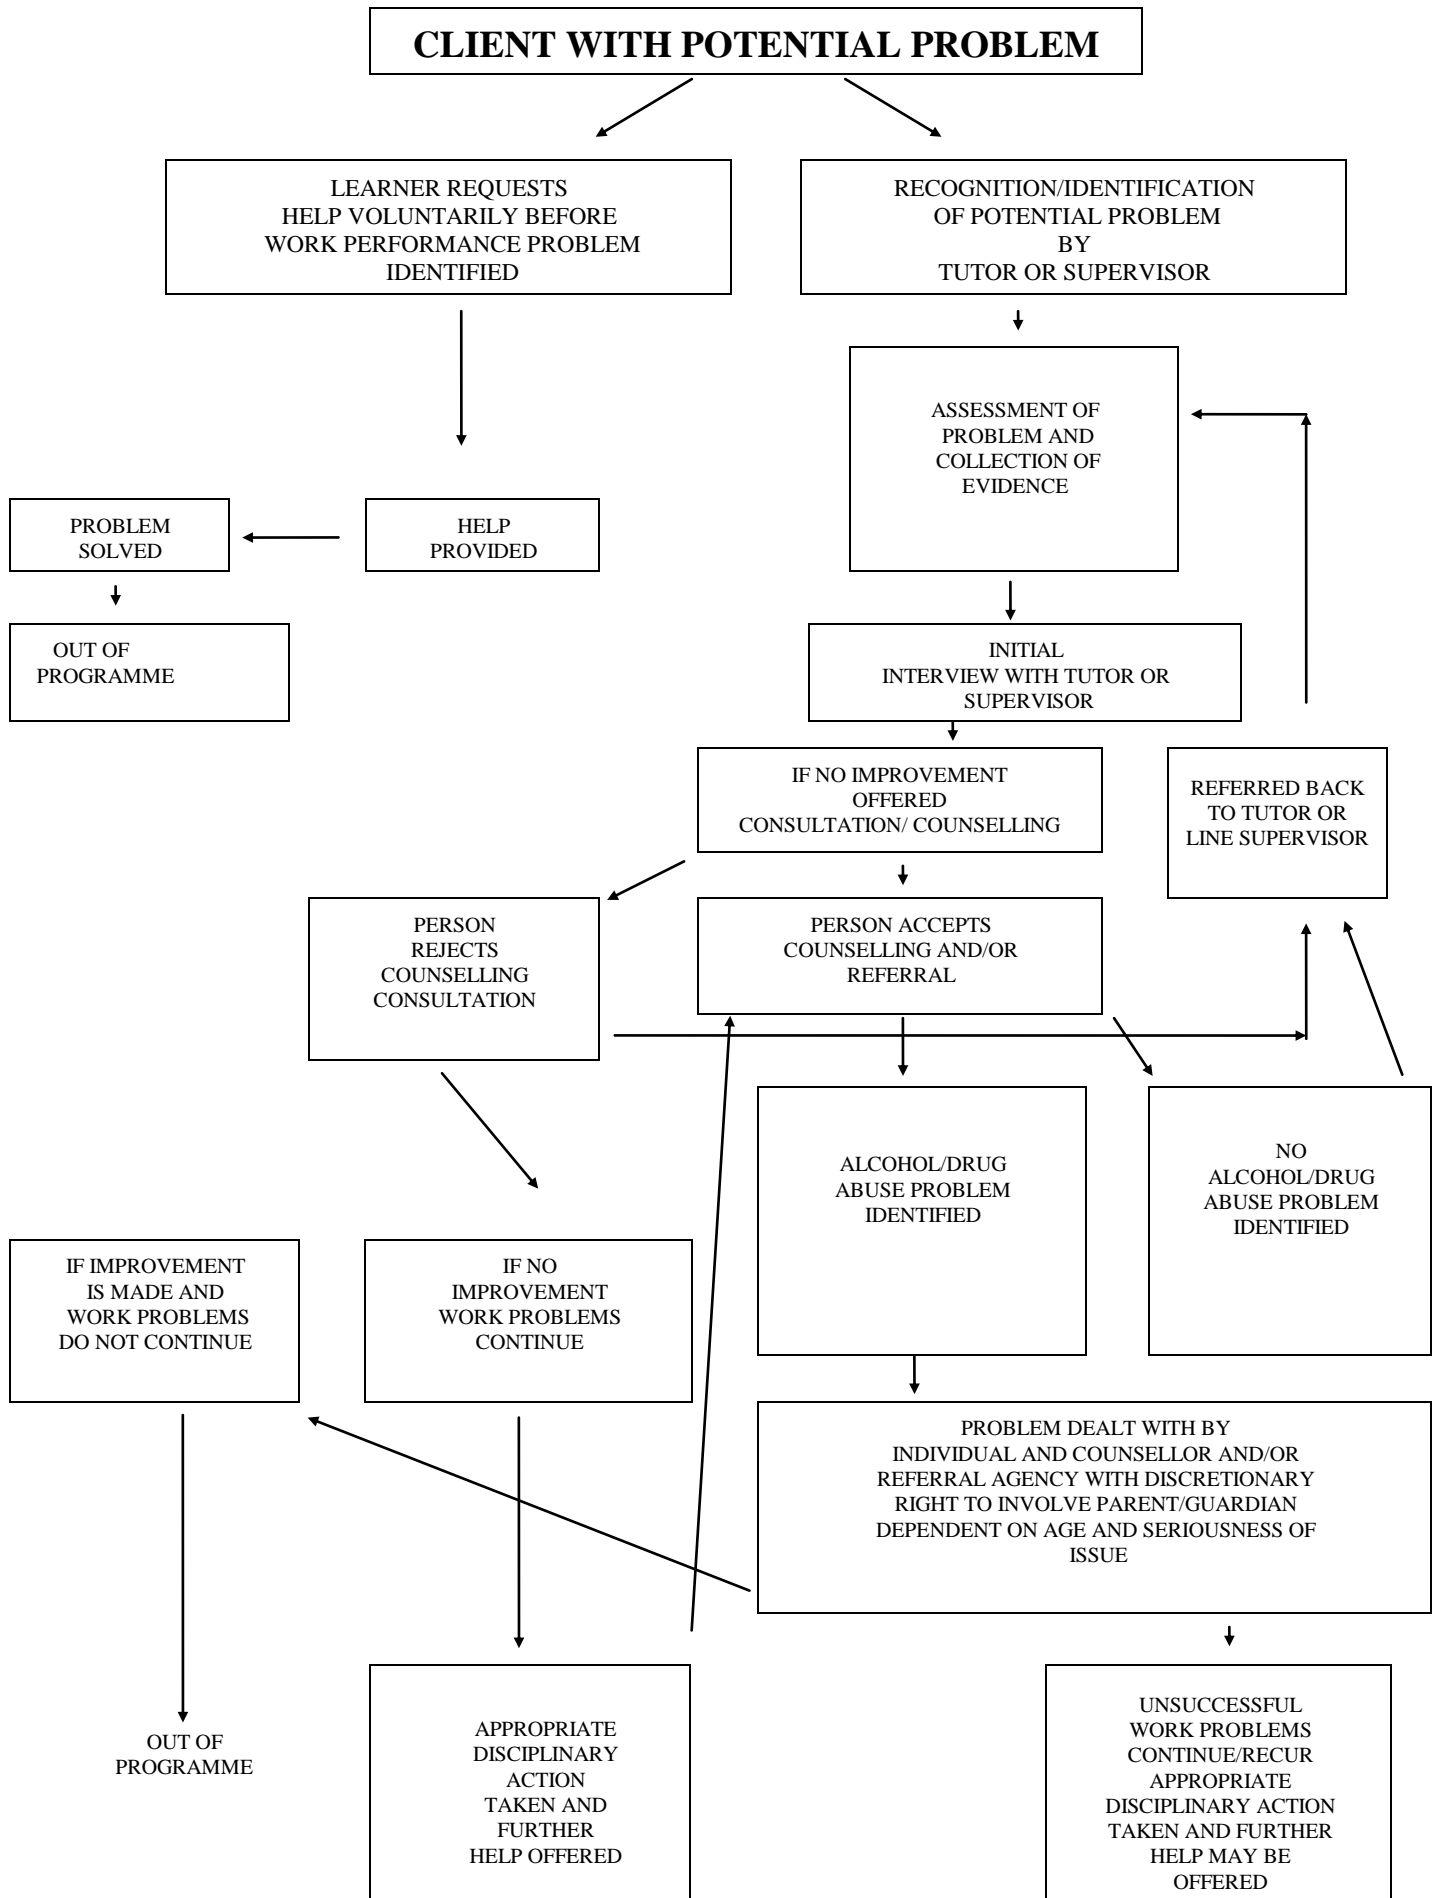 CLIENT WITH POTENTIAL PROBLEM
LEARNER REQUESTS
HELP VOLUNTARILY BEFORE
WORK PERFORMANCE PROBLEM
IDENTIFIED
RECOGNITION/IDENTIFICATION
OF POTENTIAL PROBLEM
BY
TUTOR OR SUPERVISOR
ASSESSMENT OF
PROBLEM AND
COLLECTION OF
EVIDENCE
PROBLEM
SOLVED
HELP
PROVIDED
OUT OF
PROGRAMME
INITIAL
INTERVIEW WITH TUTOR OR
SUPERVISOR
IF NO IMPROVEMENT
OFFERED
CONSULTATION/ COUNSELLING
REFERRED BACK
TO TUTOR OR
LINE SUPERVISOR
PERSON
REJECTS
COUNSELLING
CONSULTATION
PERSON ACCEPTS
COUNSELLING AND/OR
REFERRAL
ALCOHOL/DRUG
ABUSE PROBLEM
IDENTIFIED
NO
ALCOHOL/DRUG
ABUSE PROBLEM
IDENTIFIED
IF IMPROVEMENT
IS MADE AND
WORK PROBLEMS
DO NOT CONTINUE
IF NO
IMPROVEMENT
WORK PROBLEMS
CONTINUE
PROBLEM DEALT WITH BY
INDIVIDUAL AND COUNSELLOR AND/OR
REFERRAL AGENCY WITH DISCRETIONARY
RIGHT TO INVOLVE PARENT/GUARDIAN
DEPENDENT ON AGE AND SERIOUSNESS OF
ISSUE
OUT OF
PROGRAMME
APPROPRIATE
DISCIPLINARY
ACTION
TAKEN AND
FURTHER
HELP OFFERED
UNSUCCESSFUL
WORK PROBLEMS
CONTINUE/RECUR
APPROPRIATE
DISCIPLINARY ACTION
TAKEN AND FURTHER
HELP MAY BE
OFFERED